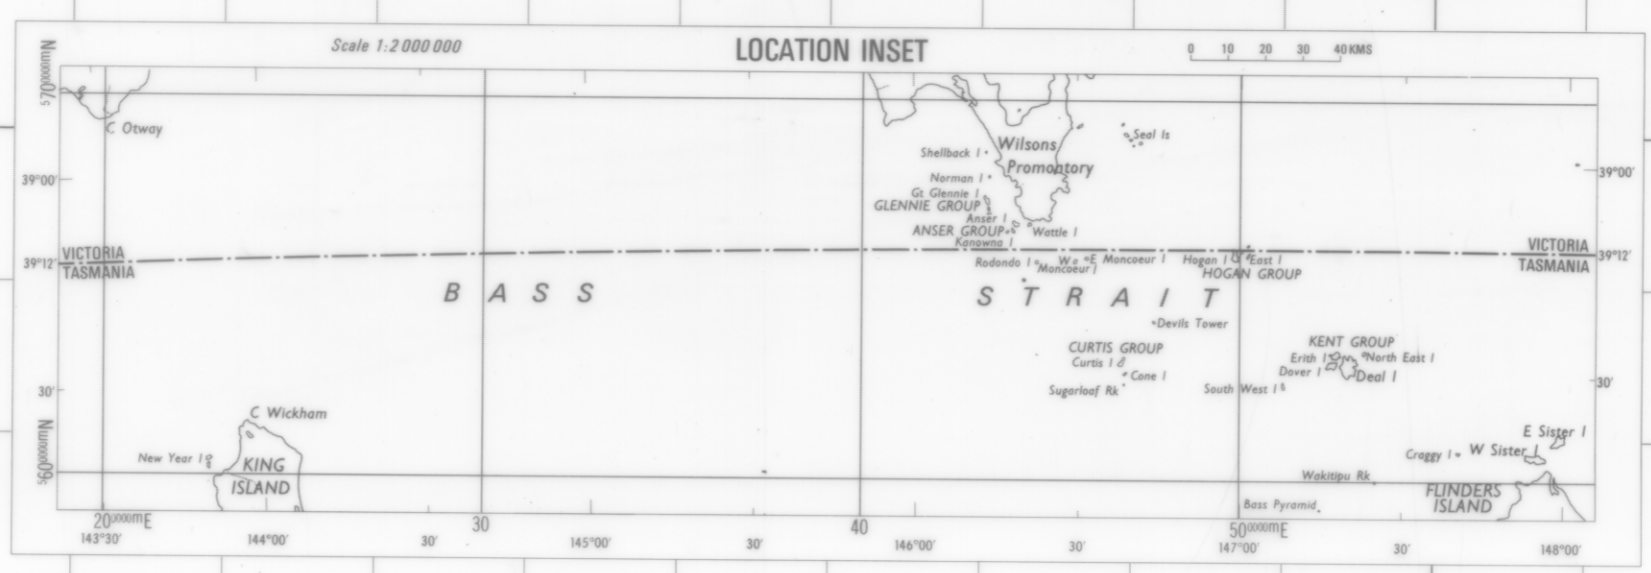 Scale 1:2 000 000
LOCATION INSET
0 10 20 30 40 KMS
5700000mN
C Otway
Seal Is
Wilsons
Promontory
Shellback I
Norman I
39°00'
39°00'
Gt Glennie I
GLENNIE GROUP
Anser I
ANSER GROUP
Wattle I
Kanowna I
VICTORIA
VICTORIA
39°12'
39°12'
TASMANIA
TASMANIA
Rodondo I
W
E Moncoeur I
Moncoeur I
Hogan I
East I
HOGAN GROUP
BASS
STRAIT
Devils Tower
CURTIS GROUP
Curtis I
Cone I
Sugarloaf Rk
KENT GROUP
Erith I
North East I
Dover I
Deal I
South West I
30'
30'
C Wickham
E Sister I
W Sister I
Craggy I
New Year I
KING
ISLAND
5600000mN
Wakitipu Rk
FLINDERS
ISLAND
Bass Pyramid
200000mE
30
40
500000mE
143°30'
144°00'
30'
145°00'
30'
146°00'
30'
147°00'
30'
148°00'